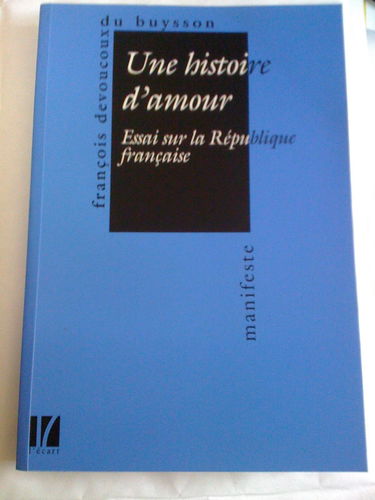 françois devoucoux du buysson
Une histoire
d'amour
Essai sur la République
française
manifeste
l'écart